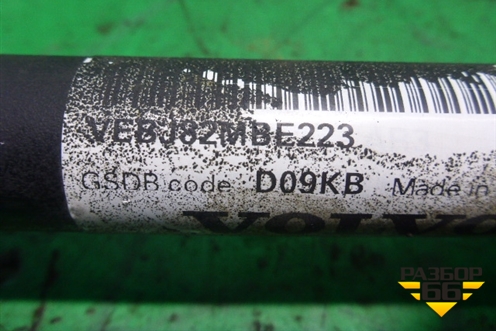 VEBJ82MBE223
GSDB code: D09KB Made in
VOLVO
РАЗБОР
66